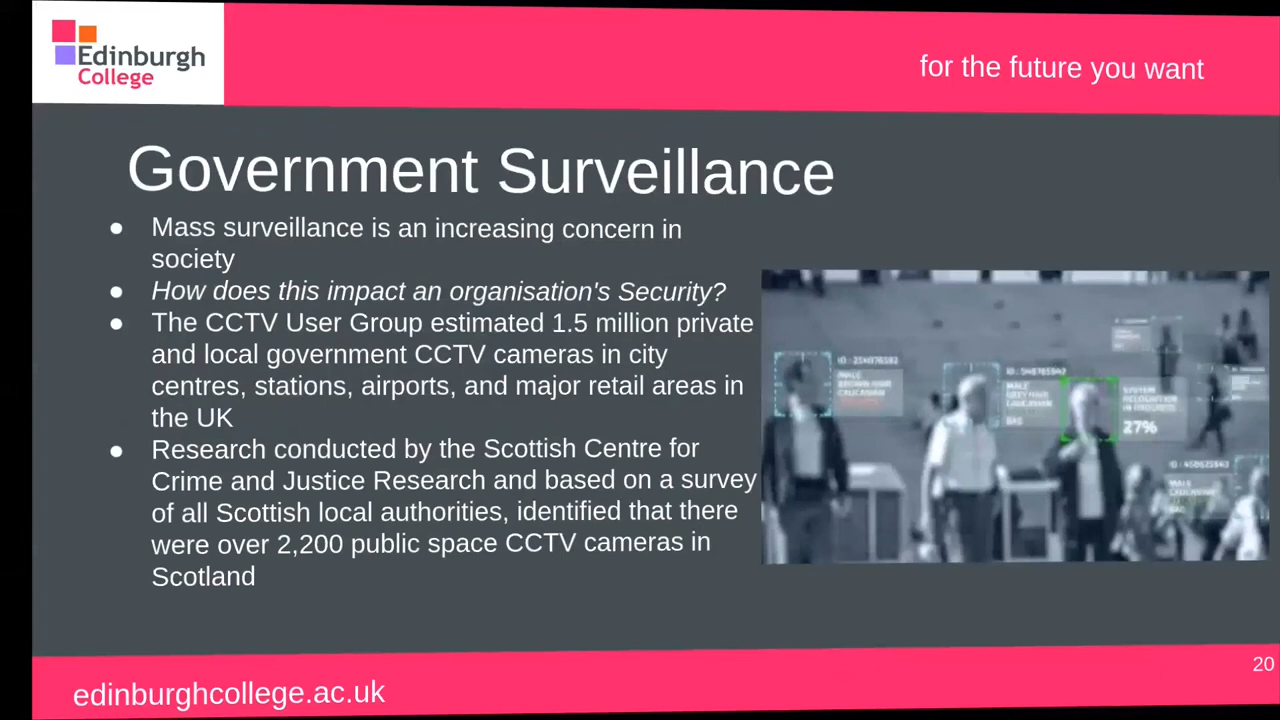 Edinburgh
College
for the future you want
Government Surveillance
● Mass surveillance is an increasing concern in
society
● How does this impact an organisation's Security?
● The CCTV User Group estimated 1.5 million private
and local government CCTV cameras in city
centres, stations, airports, and major retail areas in
the UK
● Research conducted by the Scottish Centre for
Crime and Justice Research and based on a survey
of all Scottish local authorities, identified that there
were over 2,200 public space CCTV cameras in
Scotland
MALE
MALE
27%
edinburghcollege.ac.uk
20